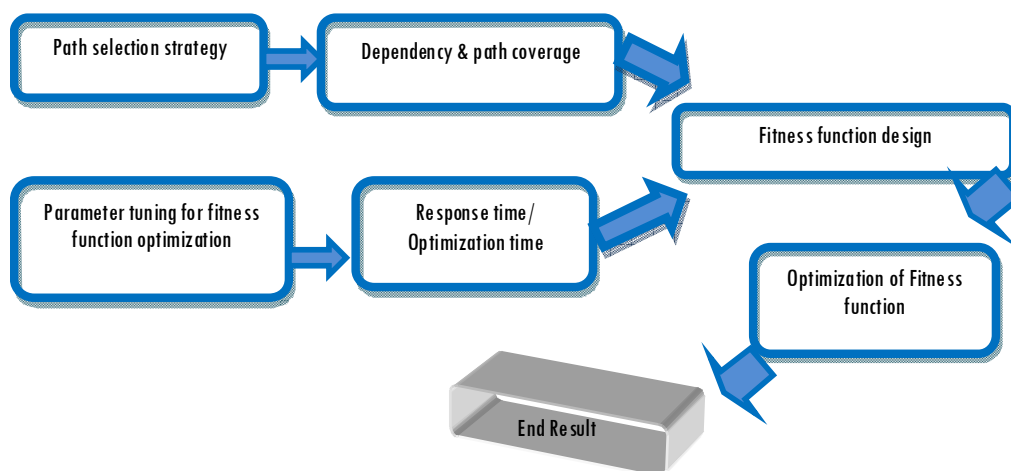 Path selection strategy
Dependency & path coverage
Fitness function design
Parameter tuning for fitness
function optimization
Response time/
Optimization time
Optimization of Fitness
function
End Result